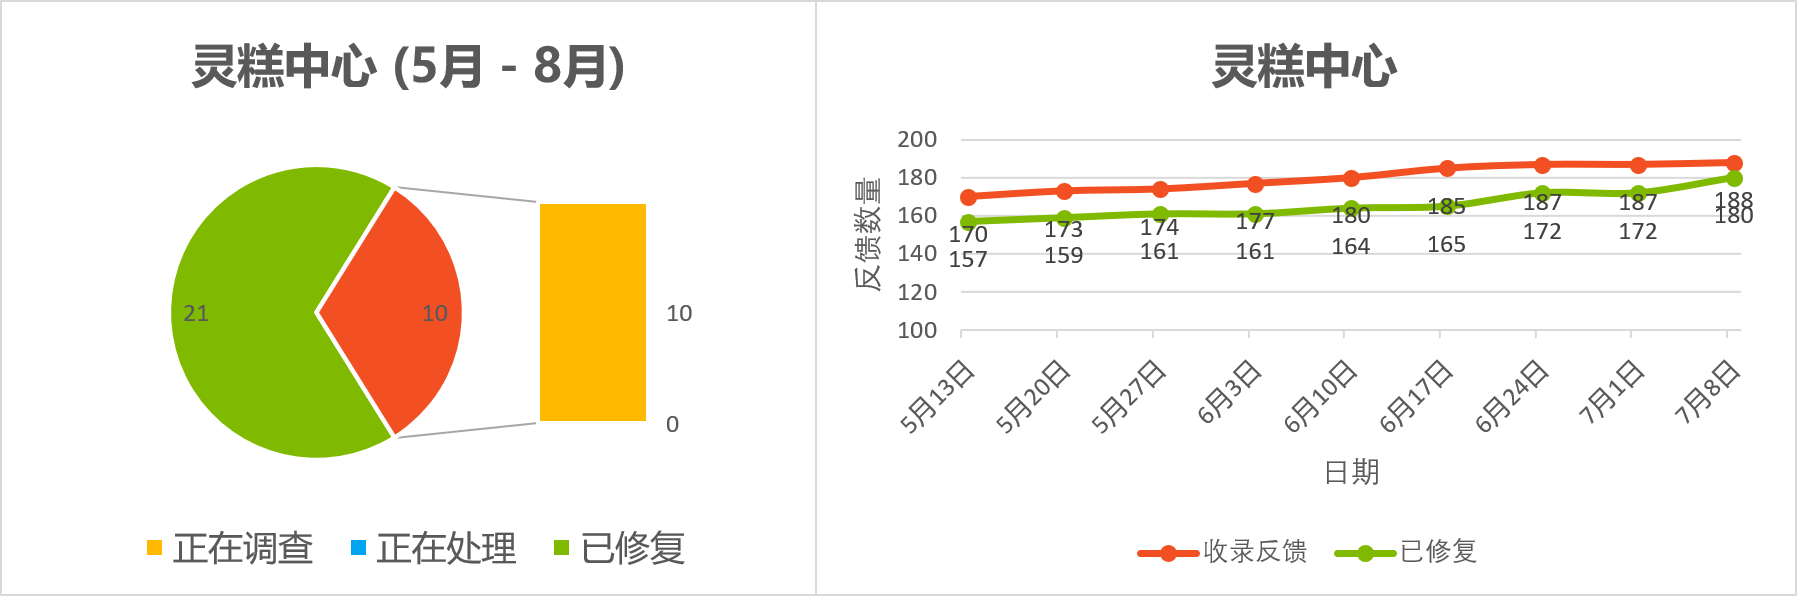 灵糕中心 (5月 - 8月)
21
10
10
0
正在调查
正在处理
已修复
灵糕中心
反馈数量
200
180
160
140
120
100
170
173
174
177
180
185
187
187
188
157
159
161
161
164
165
172
172
180
5月13日
5月20日
5月27日
6月3日
6月10日
6月17日
6月24日
7月1日
7月8日
日期
收录反馈
已修复